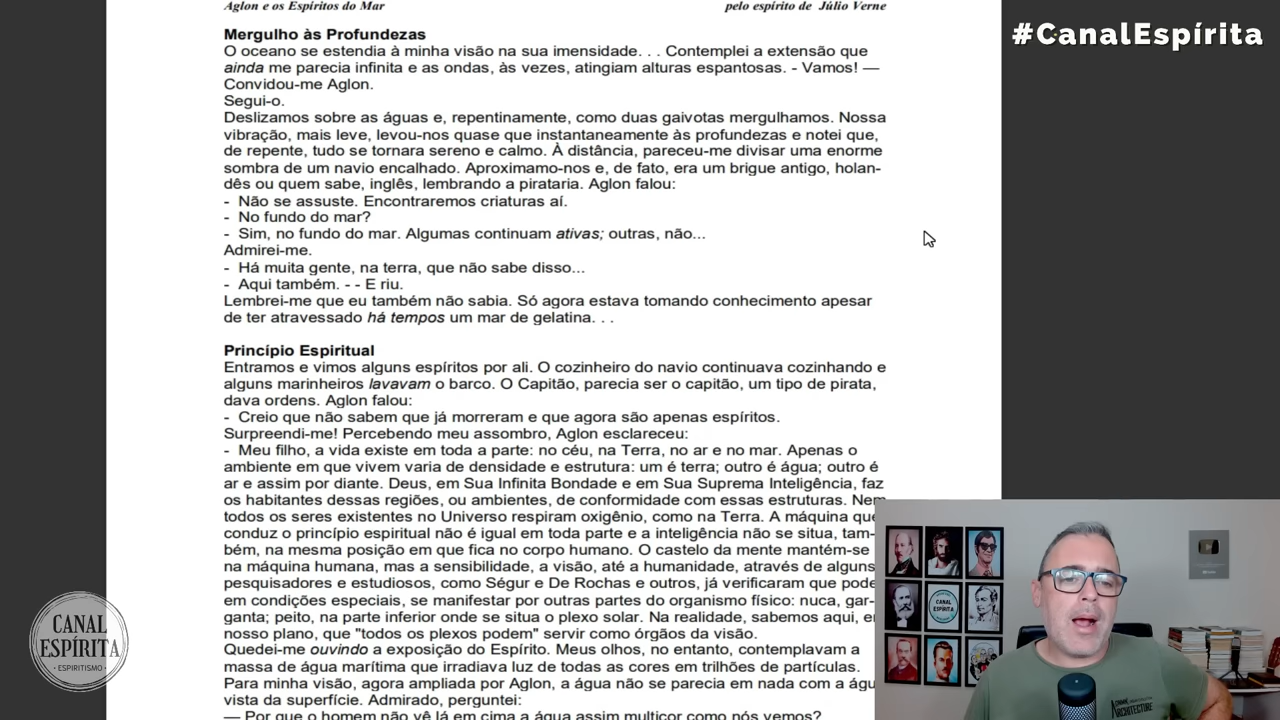 Aglon e os Espíritos do Mar pelo espírito de Júlio Verne
#CanalEspírita
Mergulho às Profundezas
O oceano se estendia à minha visão na sua imensidade. . . Contemplei a extensão que
ainda me parecia infinita e as ondas, às vezes, atingiam alturas espantosas. - Vamos! —
Convidou-me Aglon.
Segui-o.
Deslizamos sobre as águas e, repentinamente, como duas gaivotas mergulhamos. Nossa
vibração, mais leve, levou-nos quase que instantaneamente às profundezas e notei que,
de repente, tudo se tornara sereno e calmo. À distância, pareceu-me divisar uma enorme
sombra de um navio encalhado. Aproximamo-nos e, de fato, era um brigue antigo, holan-
dês ou quem sabe, inglês, lembrando a pirataria. Aglon falou:
- Não se assuste. Encontraremos criaturas aí.
- No fundo do mar?
- Sim, no fundo do mar. Algumas continuam ativas; outras, não...
Admirei-me.
- Há muita gente, na terra, que não sabe disso...
- Aqui também. - - E riu.
Lembrei-me que eu também não sabia. Só agora estava tomando conhecimento apesar
de ter atravessado há tempos um mar de gelatina. . .
Princípio Espiritual
Entramos e vimos alguns espíritos por ali. O cozinheiro do navio continuava cozinhando e
alguns marinheiros lavavam o barco. O Capitão, parecia ser o capitão, um tipo de pirata,
dava ordens. Aglon falou:
- Creio que não sabem que já morreram e que agora são apenas espíritos.
Surpreendi-me! Percebendo meu assombro, Aglon esclareceu:
- Meu filho, a vida existe em toda a parte: no céu, na Terra, no ar e no mar. Apenas o
ambiente em que vivem varia de densidade e estrutura: um é terra; outro é água; outro é
ar e assim por diante. Deus, em Sua Infinita Bondade e em Sua Suprema Inteligência, faz
os habitantes dessas regiões, ou ambientes, de conformidade com essas estruturas. Nem
todos os seres existentes no Universo respiram oxigênio, como na Terra. A máquina que
conduz o princípio espiritual não é igual em toda parte e a inteligência não se situa, tam-
bém, na mesma posição em que fica no corpo humano. O castelo da mente mantém-se
na máquina humana, mas a sensibilidade, a visão, até a humanidade, através de alguns
pesquisadores e estudiosos, como Ségur e De Rochas e outros, já verificaram que pode
em condições especiais, se manifestar por outras partes do organismo físico: nuca, gar-
ganta; peito, na parte inferior onde se situa o plexo solar. Na realidade, sabemos aqui,
nosso plano, que "todos os plexos podem" servir como órgãos da visão.
Quedei-me ouvindo a exposição do Espírito. Meus olhos, no entanto, contemplavam a
massa de água marítima que irradiava luz de todas as cores em trilhões de partículas.
Para minha visão, agora ampliada por Aglon, a água não se parecia em nada com a
vista da superfície. Admirado, perguntei:
— Por que o homem não vê lá em cima a água assim multicor como nós vemos?
CANAL
ESPÍRITA
- ESPIRITISMO -
CANAL
ESPÍRITA
ARCHITECTURE